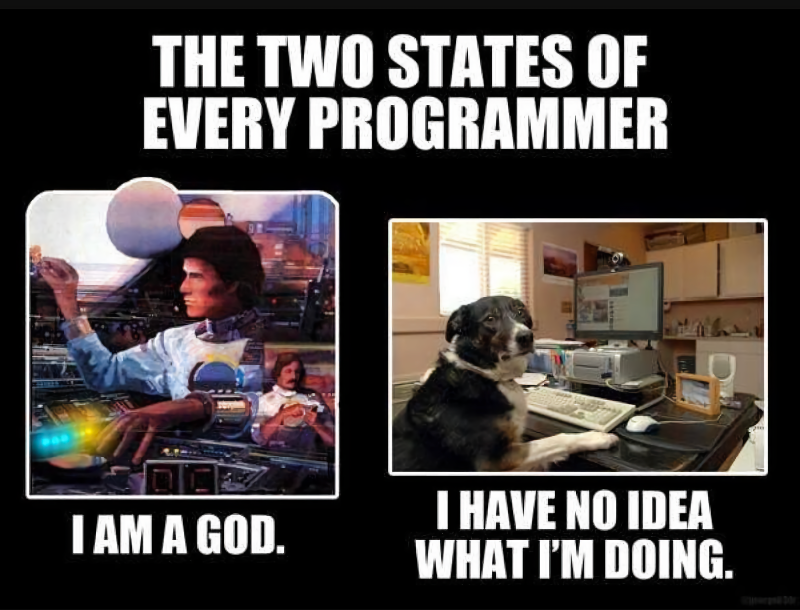 THE TWO STATES OF
EVERY PROGRAMMER
I AM A GOD.
I HAVE NO IDEA
WHAT I'M DOING.